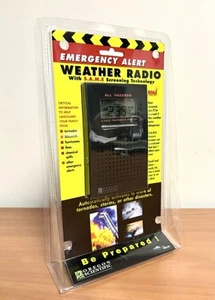 EMERGENCY ALERT
WEATHER RADIO
With S.A.M.E Screening Technology
ALL HAZARDS
CRITICAL
INFORMATION
TO HELP
SAFEGUARD
YOUR FAMILY
FROM
tornados
blizzards
hurricanes
fires
chemical
spills
other
emergency
alerts
Automatically activates to warn of
tornados, storms, or other disasters.
Be Prepared!
OREGON
SCIENTIFIC